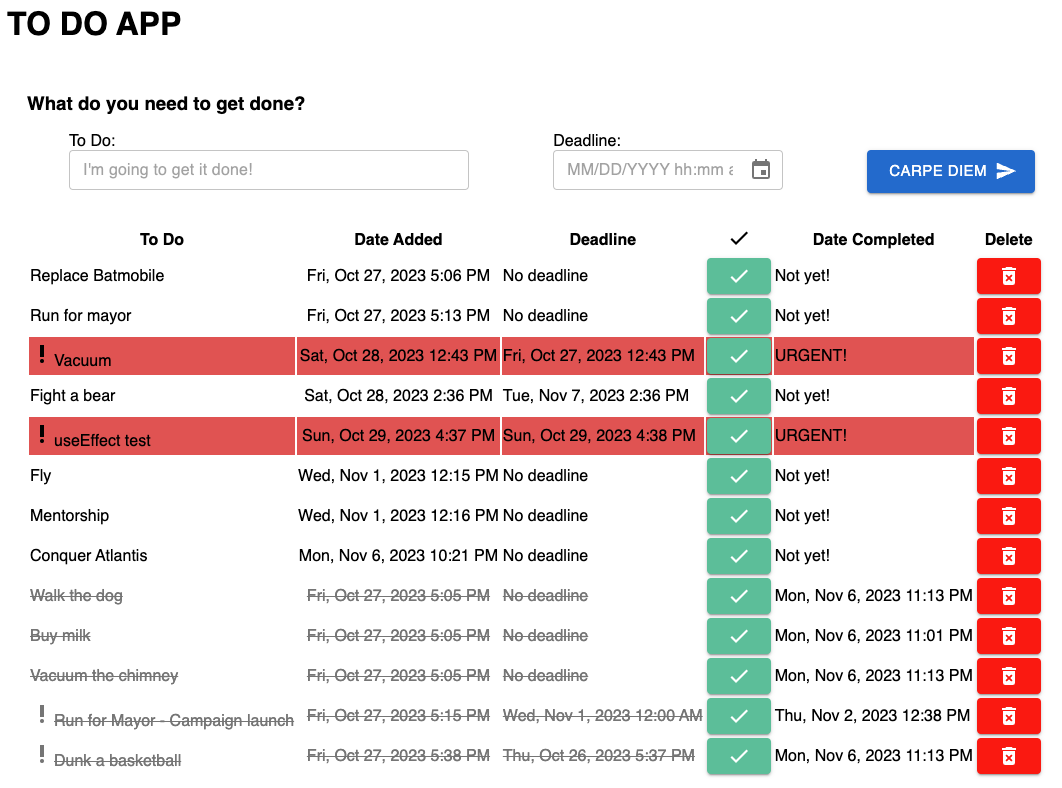 TO DO APP
What do you need to get done?
To Do: Deadline:
I'm going to get it done! MM/DD/YYYY hh:mm a CARPE DIEM
To Do Date Added Deadline Date Completed Delete
Replace Batmobile Fri, Oct 27, 2023 5:06 PM No deadline Not yet!
Run for mayor Fri, Oct 27, 2023 5:13 PM No deadline Not yet!
! Vacuum Sat, Oct 28, 2023 12:43 PM Fri, Oct 27, 2023 12:43 PM URGENT!
Fight a bear Sat, Oct 28, 2023 2:36 PM Tue, Nov 7, 2023 2:36 PM Not yet!
! useEffect test Sun, Oct 29, 2023 4:37 PM Sun, Oct 29, 2023 4:38 PM URGENT!
Fly Wed, Nov 1, 2023 12:15 PM No deadline Not yet!
Mentorship Wed, Nov 1, 2023 12:16 PM No deadline Not yet!
Conquer Atlantis Mon, Nov 6, 2023 10:21 PM No deadline Not yet!
Walk the dog Fri, Oct 27, 2023 5:05 PM No deadline Mon, Nov 6, 2023 11:13 PM
Buy milk Fri, Oct 27, 2023 5:05 PM No deadline Mon, Nov 6, 2023 11:01 PM
Vacuum the chimney Fri, Oct 27, 2023 5:05 PM No deadline Mon, Nov 6, 2023 11:13 PM
! Run for Mayor - Campaign launch Fri, Oct 27, 2023 5:15 PM Wed, Nov 1, 2023 12:00 AM Thu, Nov 2, 2023 12:38 PM
! Dunk a basketball Fri, Oct 27, 2023 5:38 PM Thu, Oct 26, 2023 5:37 PM Mon, Nov 6, 2023 11:13 PM